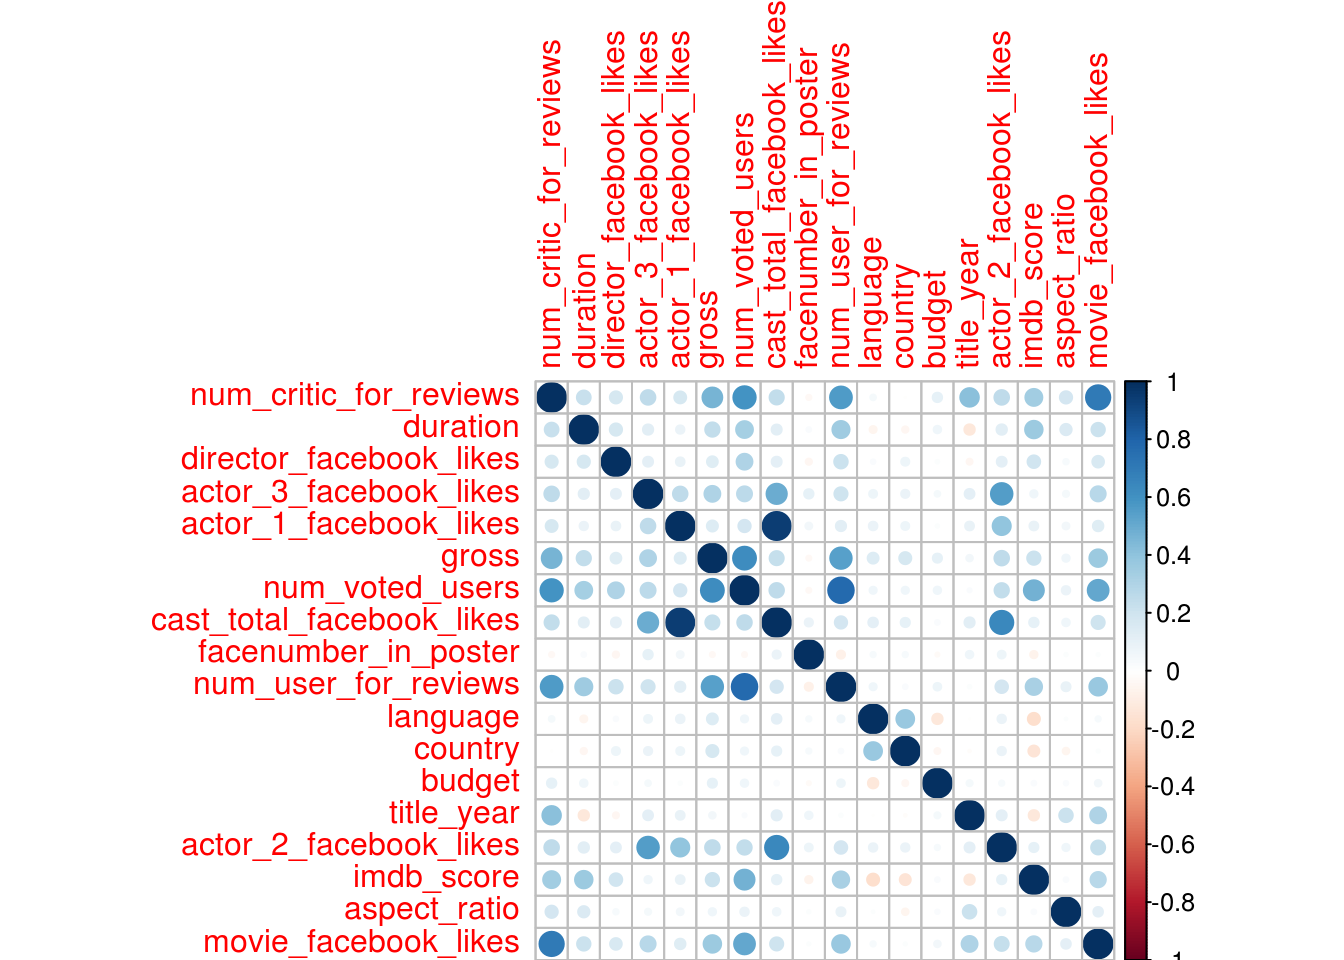 num_critic_for_reviews
duration
director_facebook_likes
actor_3_facebook_likes
actor_1_facebook_likes
gross
num_voted_users
cast_total_facebook_likes
facenumber_in_poster
num_user_for_reviews
language
country
budget
title_year
actor_2_facebook_likes
imdb_score
aspect_ratio
movie_facebook_likes
num_critic_for_reviews
duration
director_facebook_likes
actor_3_facebook_likes
actor_1_facebook_likes
gross
num_voted_users
cast_total_facebook_likes
facenumber_in_poster
num_user_for_reviews
language
country
budget
title_year
actor_2_facebook_likes
imdb_score
aspect_ratio
movie_facebook_likes
1
0.8
0.6
0.4
0.2
0
-0.2
-0.4
-0.6
-0.8
-1